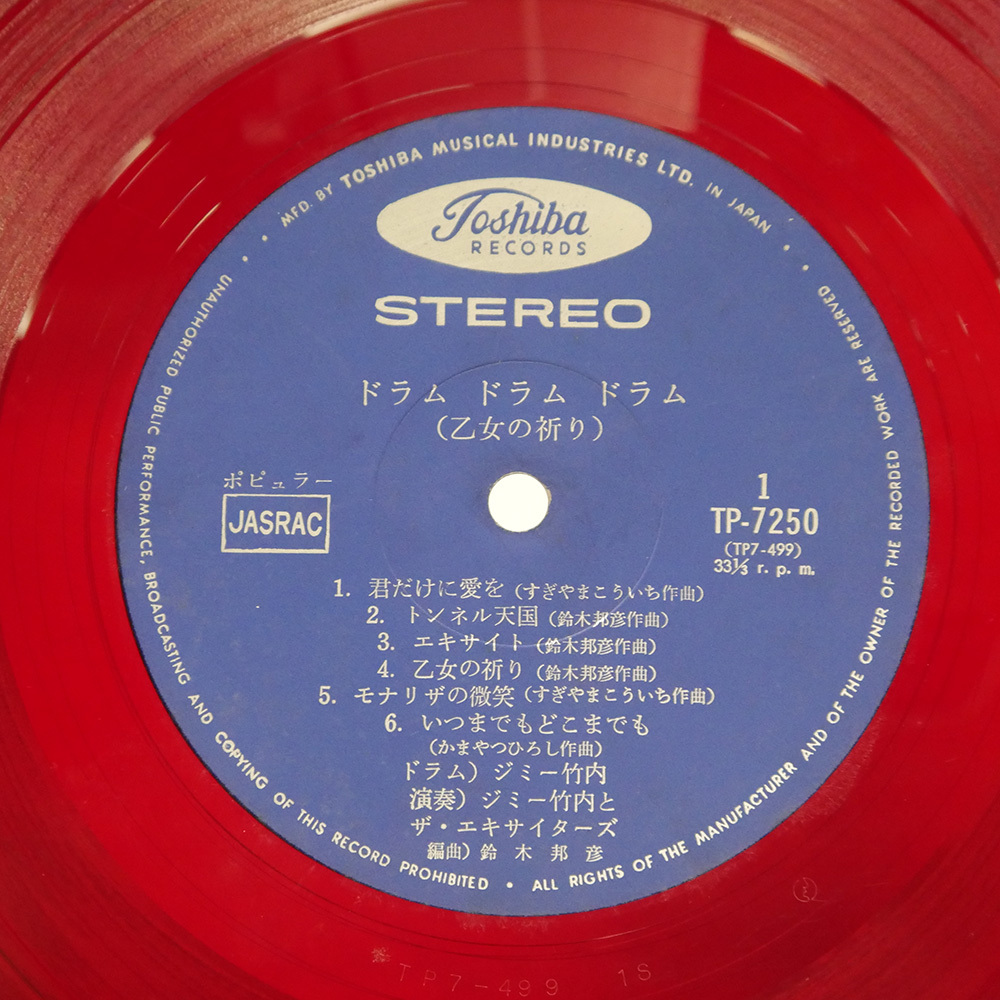 • MFD. BY TOSHIBA MUSICAL INDUSTRIES LTD. IN JAPAN •
Toshiba
RECORDS
STEREO
ドラム ドラム ドラム
(乙女の祈り)
ポピュラー
JASRAC
1
TP-7250
(TP7-499)
33⅓ r. p. m.
1. 君だけに愛を (すぎやまこういち作曲)
2. トンネル天国 (鈴木邦彦作曲)
3. エキサイト (鈴木邦彦作曲)
4. 乙女の祈り (鈴木邦彦作曲)
5. モナリザの微笑 (すぎやまこういち作曲)
6. いつまでもどこまでも
(かまやつひろし作曲)
ドラム) ジミー竹内
演奏) ジミー竹内と
ザ・エキサイターズ
編曲) 鈴木邦彦
UNAUTHORIZED PUBLIC PERFORMANCE, BROADCASTING AND COPYING OF THIS RECORD PROHIBITED • ALL RIGHTS OF THE MANUFACTURER AND OF THE OWNER OF THE RECORDED WORK ARE RESERVED •
TP7-499 1S